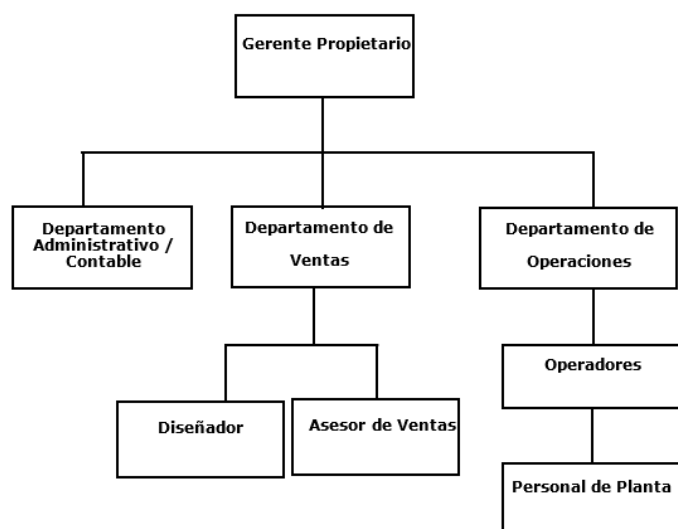 Gerente Propietario
Departamento
Administrativo /
Contable
Departamento de
Ventas
Departamento de
Operaciones
Diseñador
Asesor de Ventas
Operadores
Personal de Planta